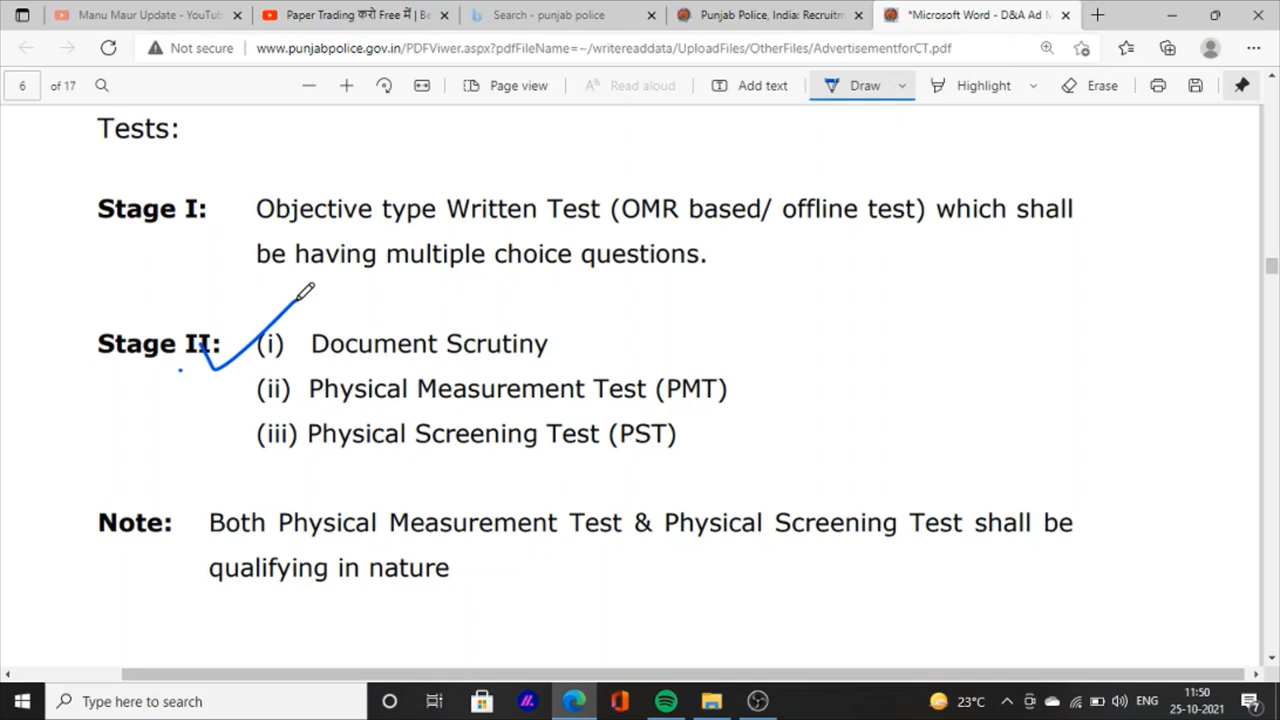 Manu Maur Update - YouTu
Paper Trading करो Free में | Be
Search - punjab police
Punjab Police, India: Recruitm
*Microsoft Word - D&A Ad M
Not secure
www.punjabpolice.gov.in/PDFViwer.aspx?pdfFileName=~/writereaddata/UploadFiles/OtherFiles/AdvertisementforCT.pdf
6 of 17
Page view
Read aloud
Add text
Draw
Highlight
Erase
Tests:
Stage I: Objective type Written Test (OMR based/ offline test) which shall
be having multiple choice questions.
Stage II: (i) Document Scrutiny
(ii) Physical Measurement Test (PMT)
(iii) Physical Screening Test (PST)
Note: Both Physical Measurement Test & Physical Screening Test shall be
qualifying in nature
Type here to search
23°C
ENG
11:50
25-10-2021
7